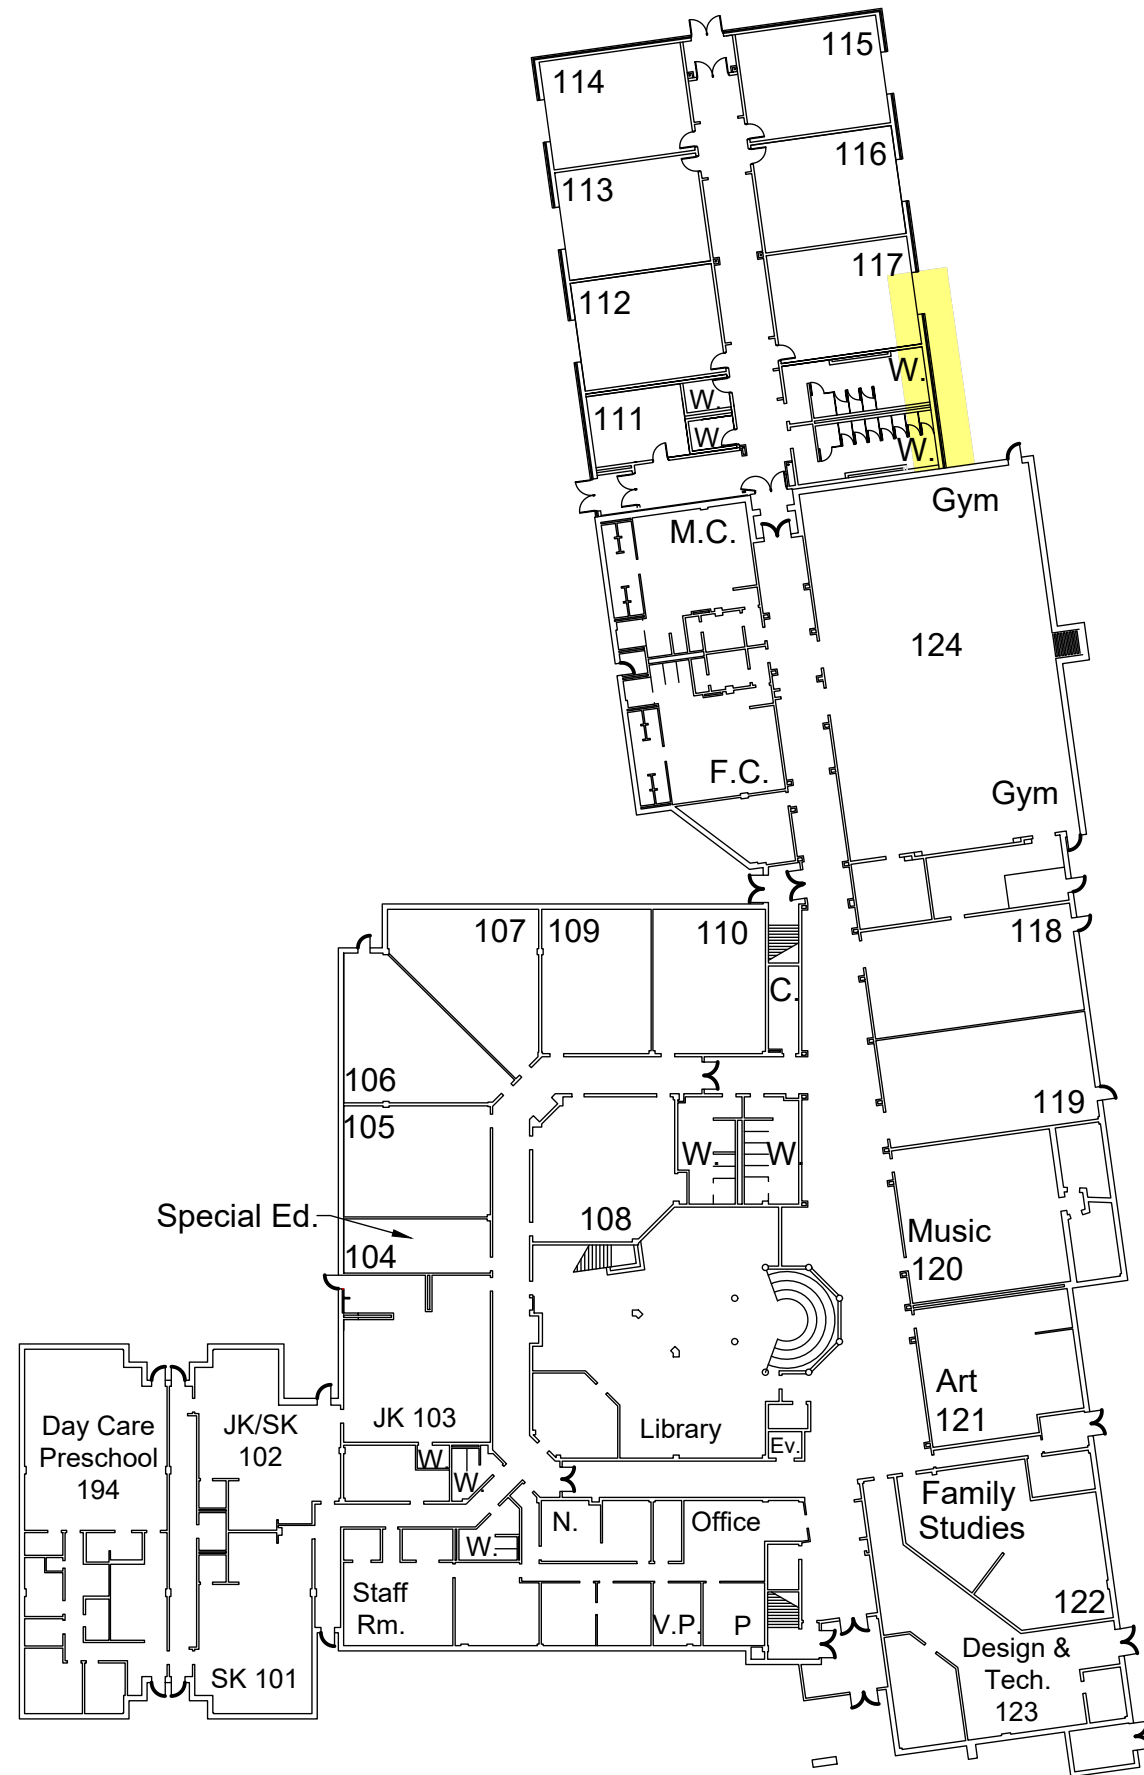 115
114
116
113
117
112
W.
W.
111
W.
W.
Gym
M.C.
124
F.C.
Gym
107
109
110
118
C.
106
119
105
W.
W.
Special Ed.
108
Music
120
104
Art
121
Day Care
Preschool
194
JK/SK
102
JK 103
Library
Ev.
W.
W.
Family
Studies
N.
Office
W.
Staff
Rm.
122
V.P.
P
Design &
Tech.
123
SK 101